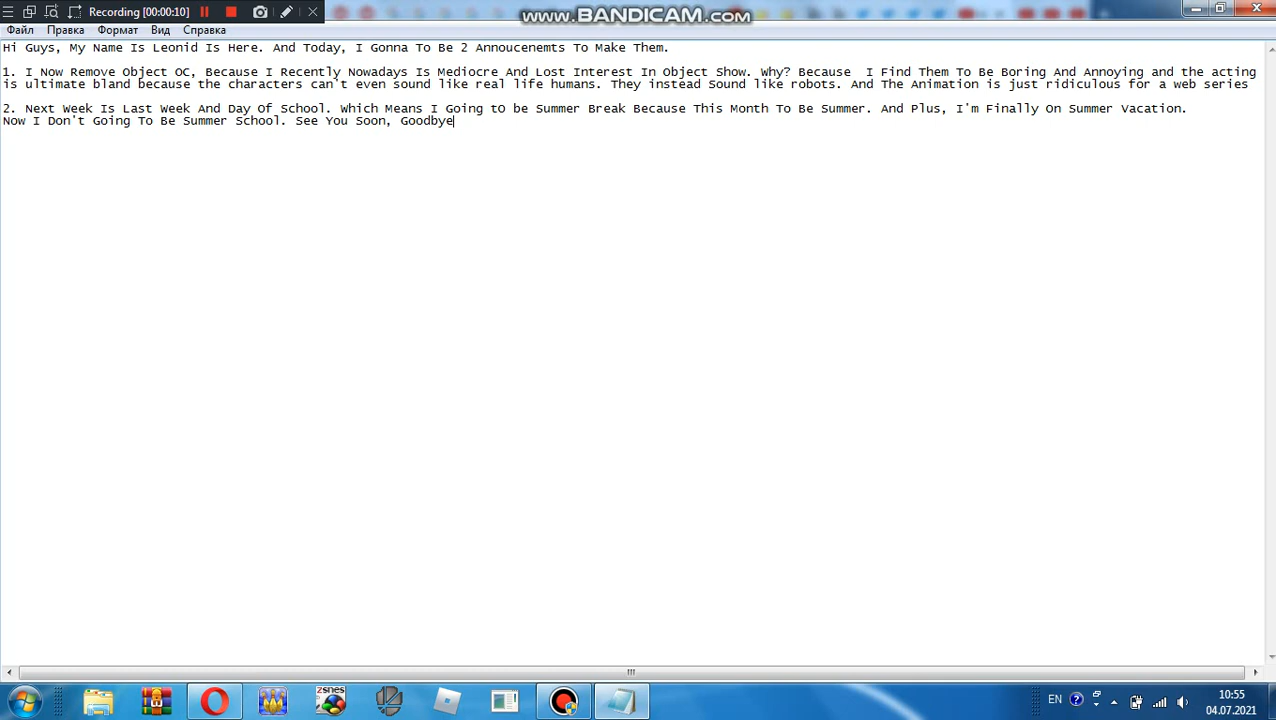 Recording [00:00:10]
www.BANDICAM.com
Файл Правка Формат Вид Справка
Hi Guys, My Name Is Leonid Is Here. And Today, I Gonna To Be 2 Annoucenemts To Make Them.
1. I Now Remove Object OC, Because I Recently Nowadays Is Mediocre And Lost Interest In Object Show. Why? Because  I Find Them To Be Boring And Annoying and the acting
is ultimate bland because the characters can't even sound like real life humans. They instead Sound like robots. And The Animation is just ridiculous for a web series
2. Next Week Is Last Week And Day Of School. Which Means I Going to be Summer Break Because This Month To Be Summer. And Plus, I'm Finally On Summer Vacation.
Now I Don't Going To Be Summer School. See You Soon, Goodbye
ZSNES
EN
10:55
04.07.2021